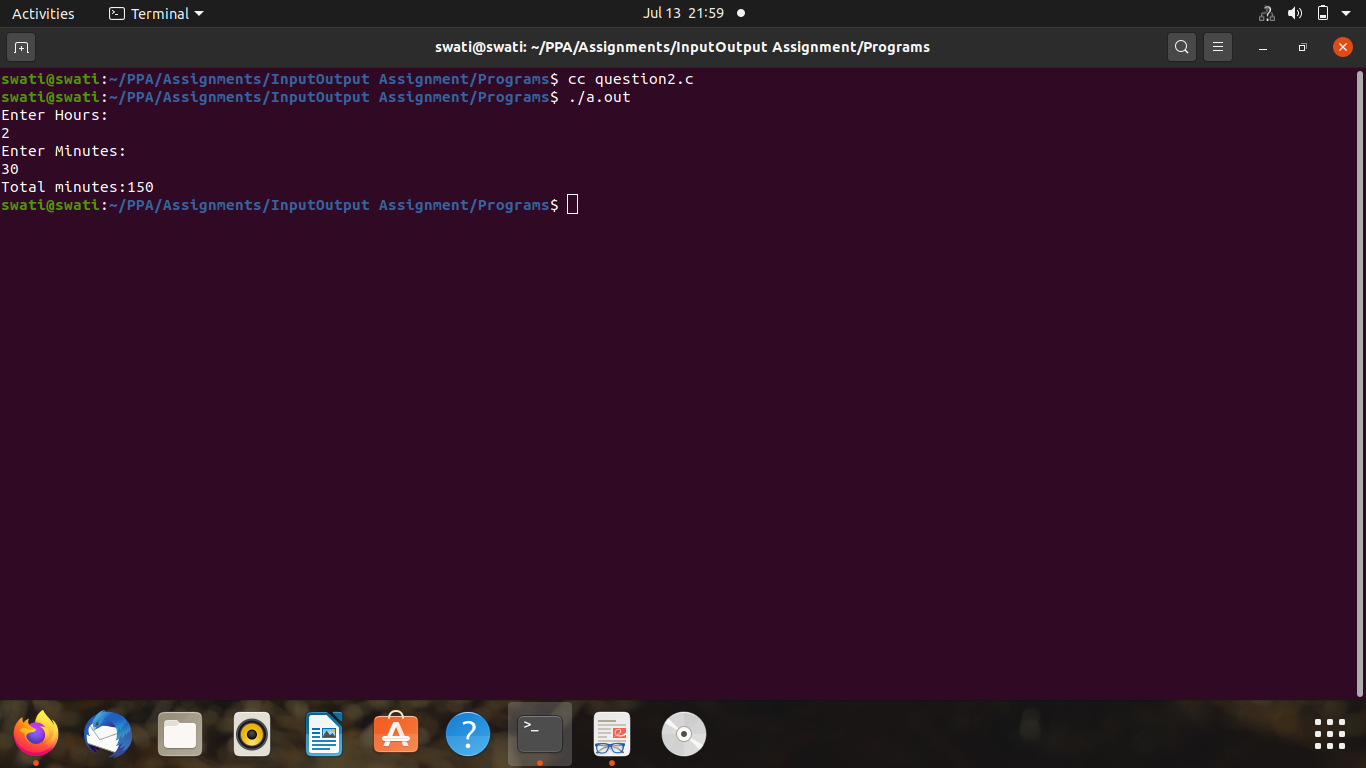 Activities Terminal Jul 13 21:59
swati@swati: ~/PPA/Assignments/InputOutput Assignment/Programs
swati@swati:~/PPA/Assignments/InputOutput Assignment/Programs$ cc question2.c
swati@swati:~/PPA/Assignments/InputOutput Assignment/Programs$ ./a.out
Enter Hours:
2
Enter Minutes:
30
Total minutes:150
swati@swati:~/PPA/Assignments/InputOutput Assignment/Programs$